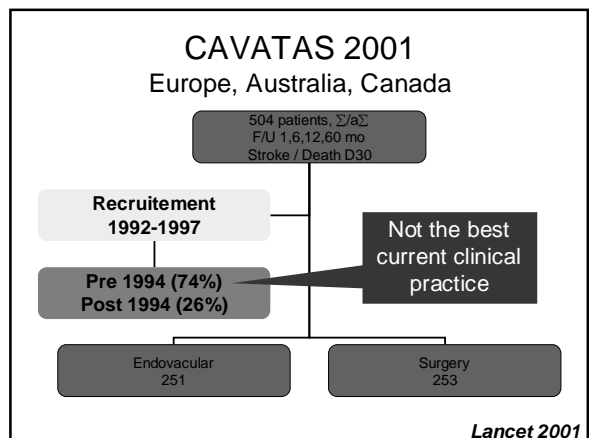 CAVATAS 2001
Europe, Australia, Canada
504 patients, Σ/aΣ
F/U 1,6,12,60 mo
Stroke / Death D30
Recruitement
1992-1997
Not the best
current clinical
practice
Pre 1994 (74%)
Post 1994 (26%)
Endovacular
251
Surgery
253
Lancet 2001